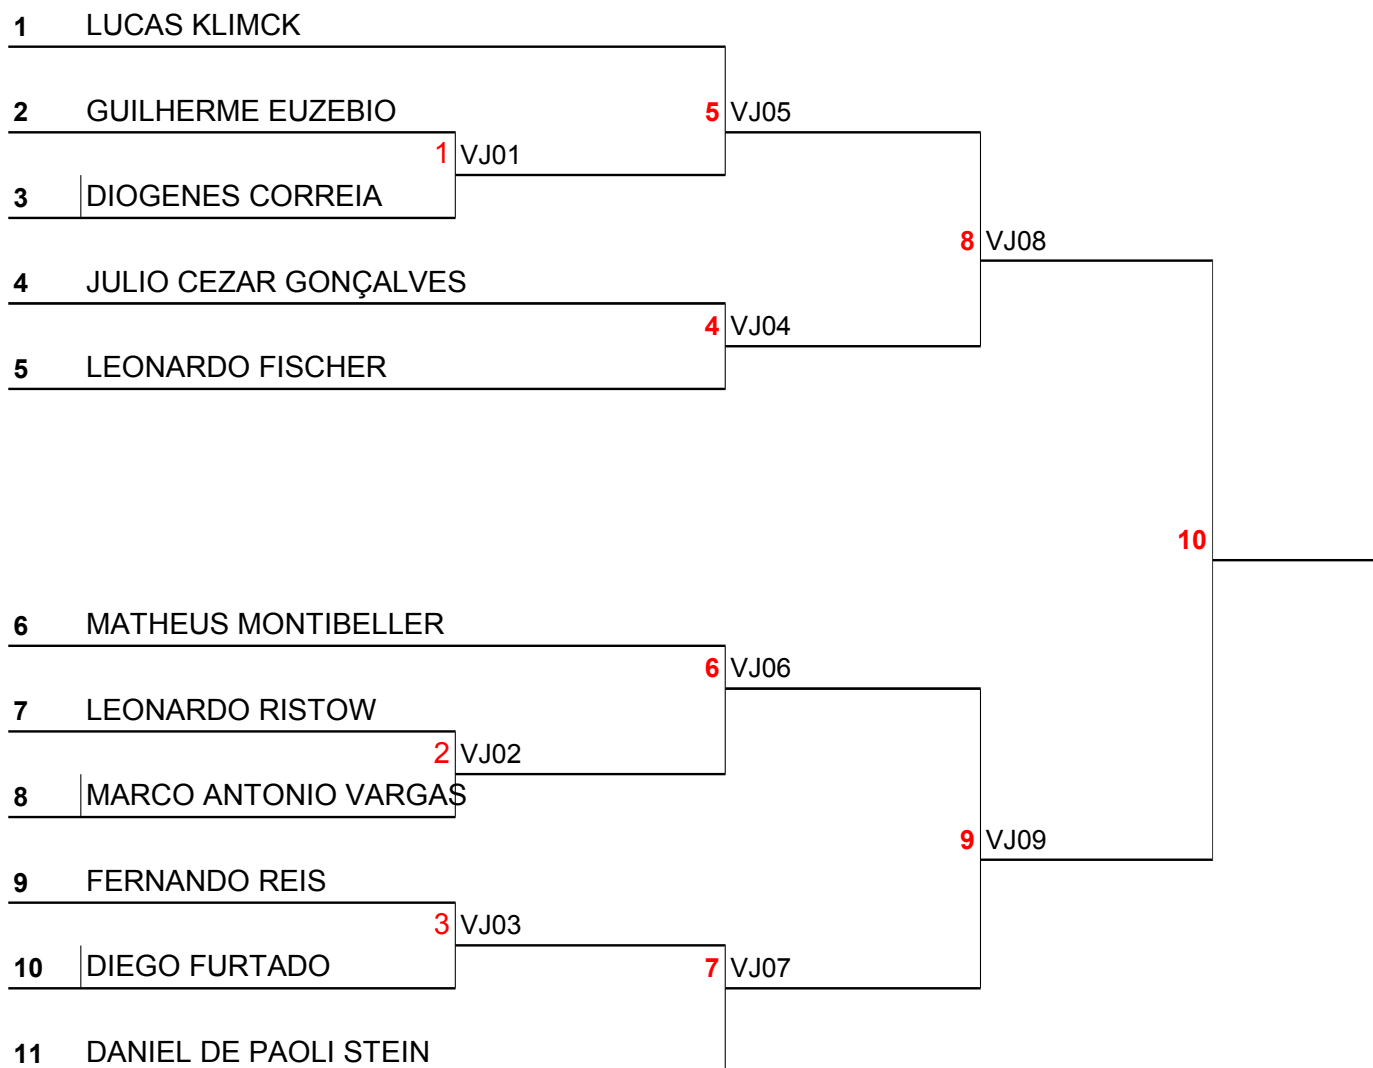 1 LUCAS KLIMCK
2 GUILHERME EUZEBIO
5 VJ05
1 VJ01
3 DIOGENES CORREIA
8 VJ08
4 JULIO CEZAR GONÇALVES
4 VJ04
5 LEONARDO FISCHER
10
6 MATHEUS MONTIBELLER
6 VJ06
7 LEONARDO RISTOW
2 VJ02
8 MARCO ANTONIO VARGAS
9 VJ09
9 FERNANDO REIS
3 VJ03
10 DIEGO FURTADO
7 VJ07
11 DANIEL DE PAOLI STEIN